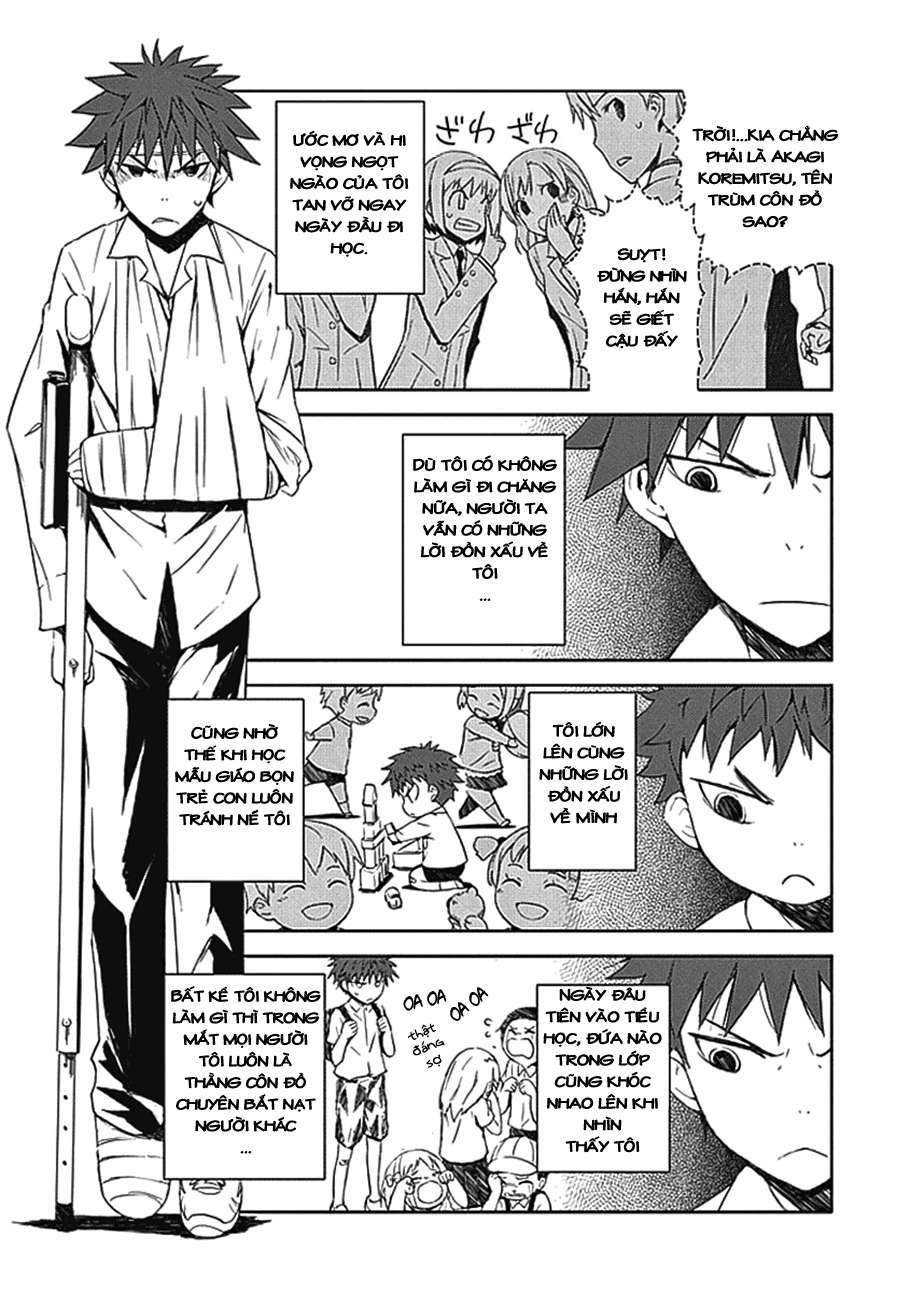 TRỜI!...KIA CHẲNG
PHẢI LÀ AKAGI
KOREMITSU, TÊN
TRÙM CÔN ĐỒ
SAO?
SUYT!
ĐỪNG NHÌN
HẮN, HẮN
SẼ GIẾT
CẬU ĐẤY
ざわ ざわ
ƯỚC MƠ VÀ HI
VỌNG NGỌT
NGÀO CỦA TÔI
TAN VỠ NGAY
NGÀY ĐẦU ĐI
HỌC.
DÙ TÔI CÓ KHÔNG
LÀM GÌ ĐI CHĂNG
NỮA, NGƯỜI TA
VẪN CÓ NHỮNG
LỜI ĐỒN XẤU VỀ
TÔI
...
TÔI LỚN
LÊN CÙNG
NHỮNG LỜI
ĐỒN XẤU
VỀ MÌNH
CŨNG NHỜ
THẾ KHI HỌC
MẪU GIÁO BỌN
TRẺ CON LUÔN
TRÁNH NÉ TÔI
NGÀY ĐẦU
TIÊN VÀO TIỂU
HỌC, ĐỨA NÀO
TRONG LỚP
CŨNG KHÓC
NHAO LÊN KHI
NHÌN
THẤY TÔI
OA OA
OA OA
thật
đáng
sợ
BẤT KỂ TÔI KHÔNG
LÀM GÌ THÌ TRONG
MẮT MỌI NGƯỜI
TÔI LUÔN LÀ
THẰNG CÔN ĐỒ
CHUYÊN BẮT NẠT
NGƯỜI KHÁC
...